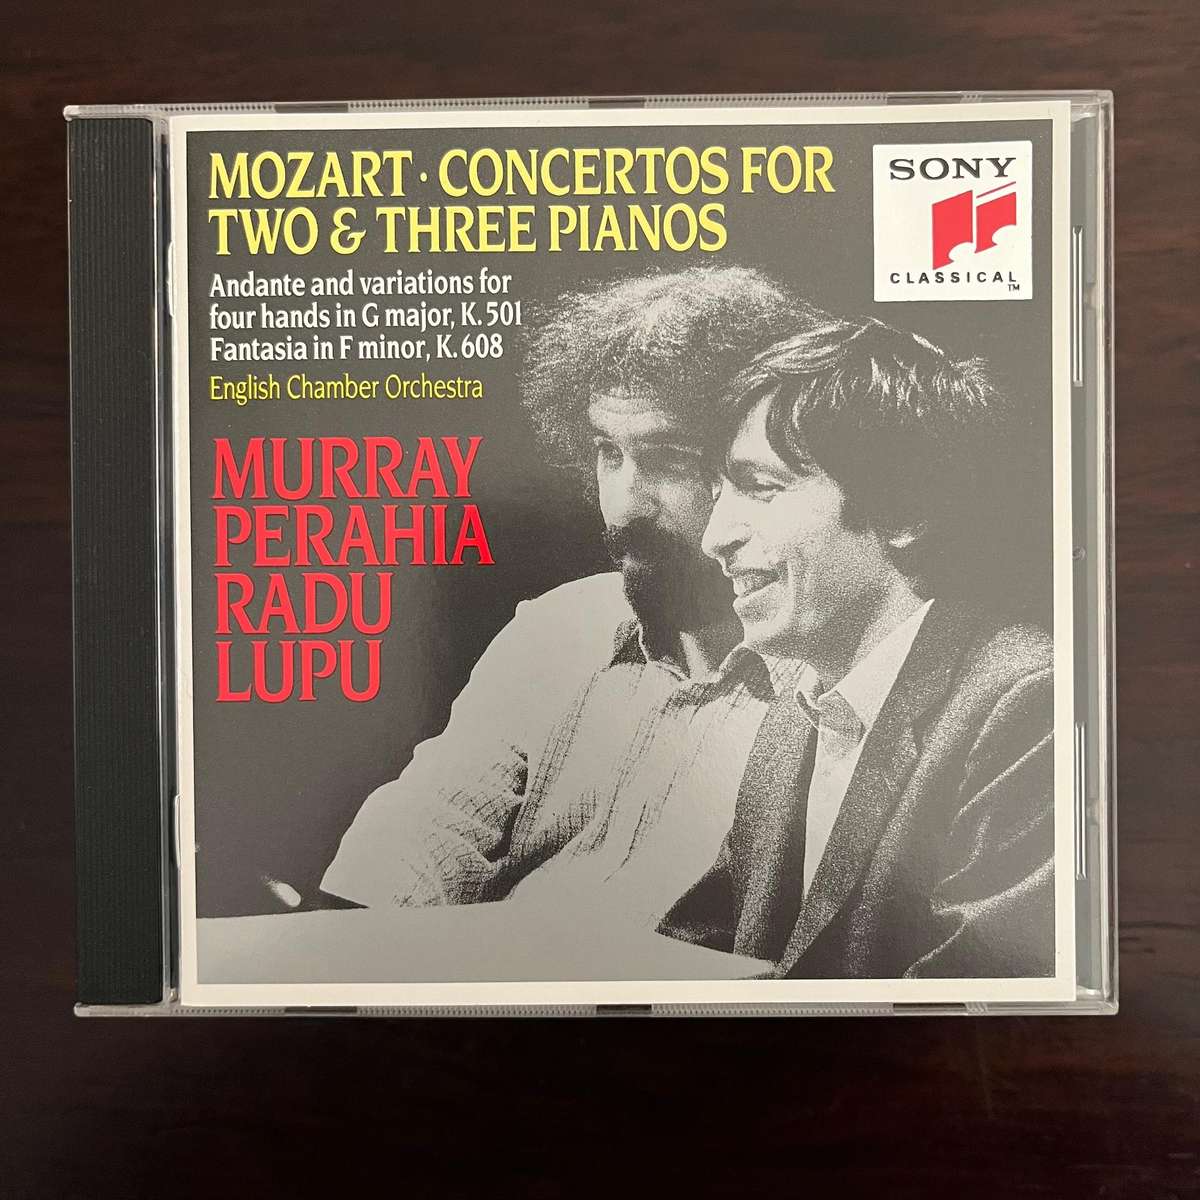 MOZART · CONCERTOS FOR
TWO & THREE PIANOS
Andante and variations for
four hands in G major, K. 501
Fantasia in F minor, K. 608
English Chamber Orchestra
MURRAY
PERAHIA
RADU
LUPU
SONY
CLASSICAL
TM